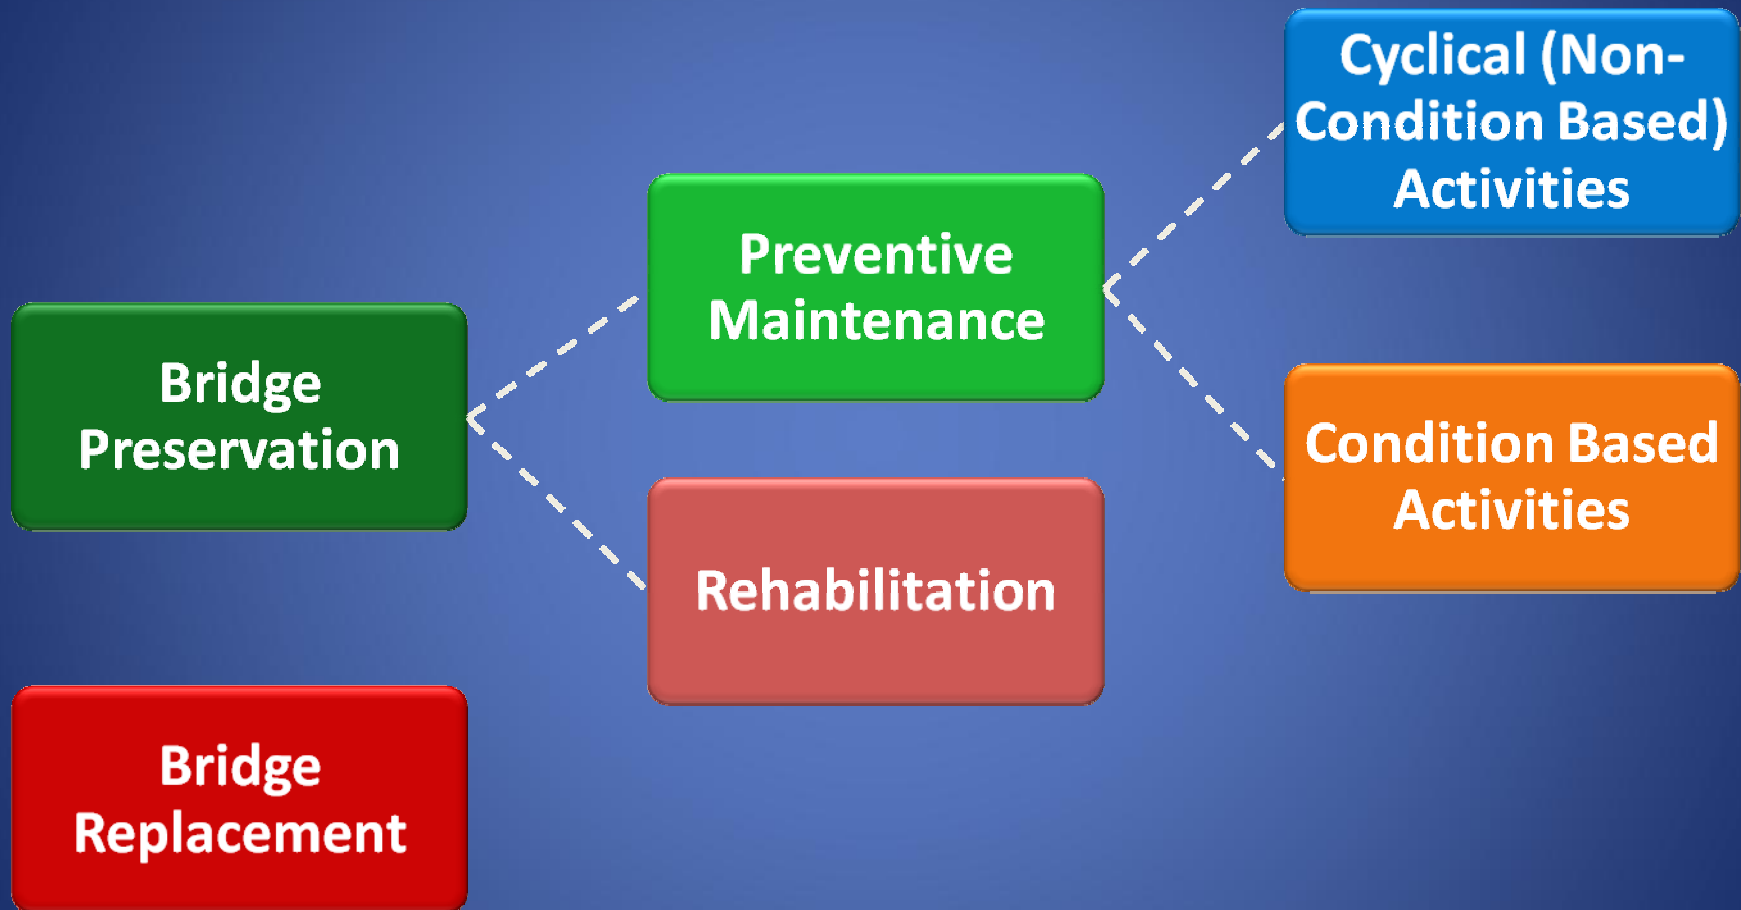 Bridge
Preservation
Bridge
Replacement
Preventive
Maintenance
Rehabilitation
Cyclical (Non-
Condition Based)
Activities
Condition Based
Activities